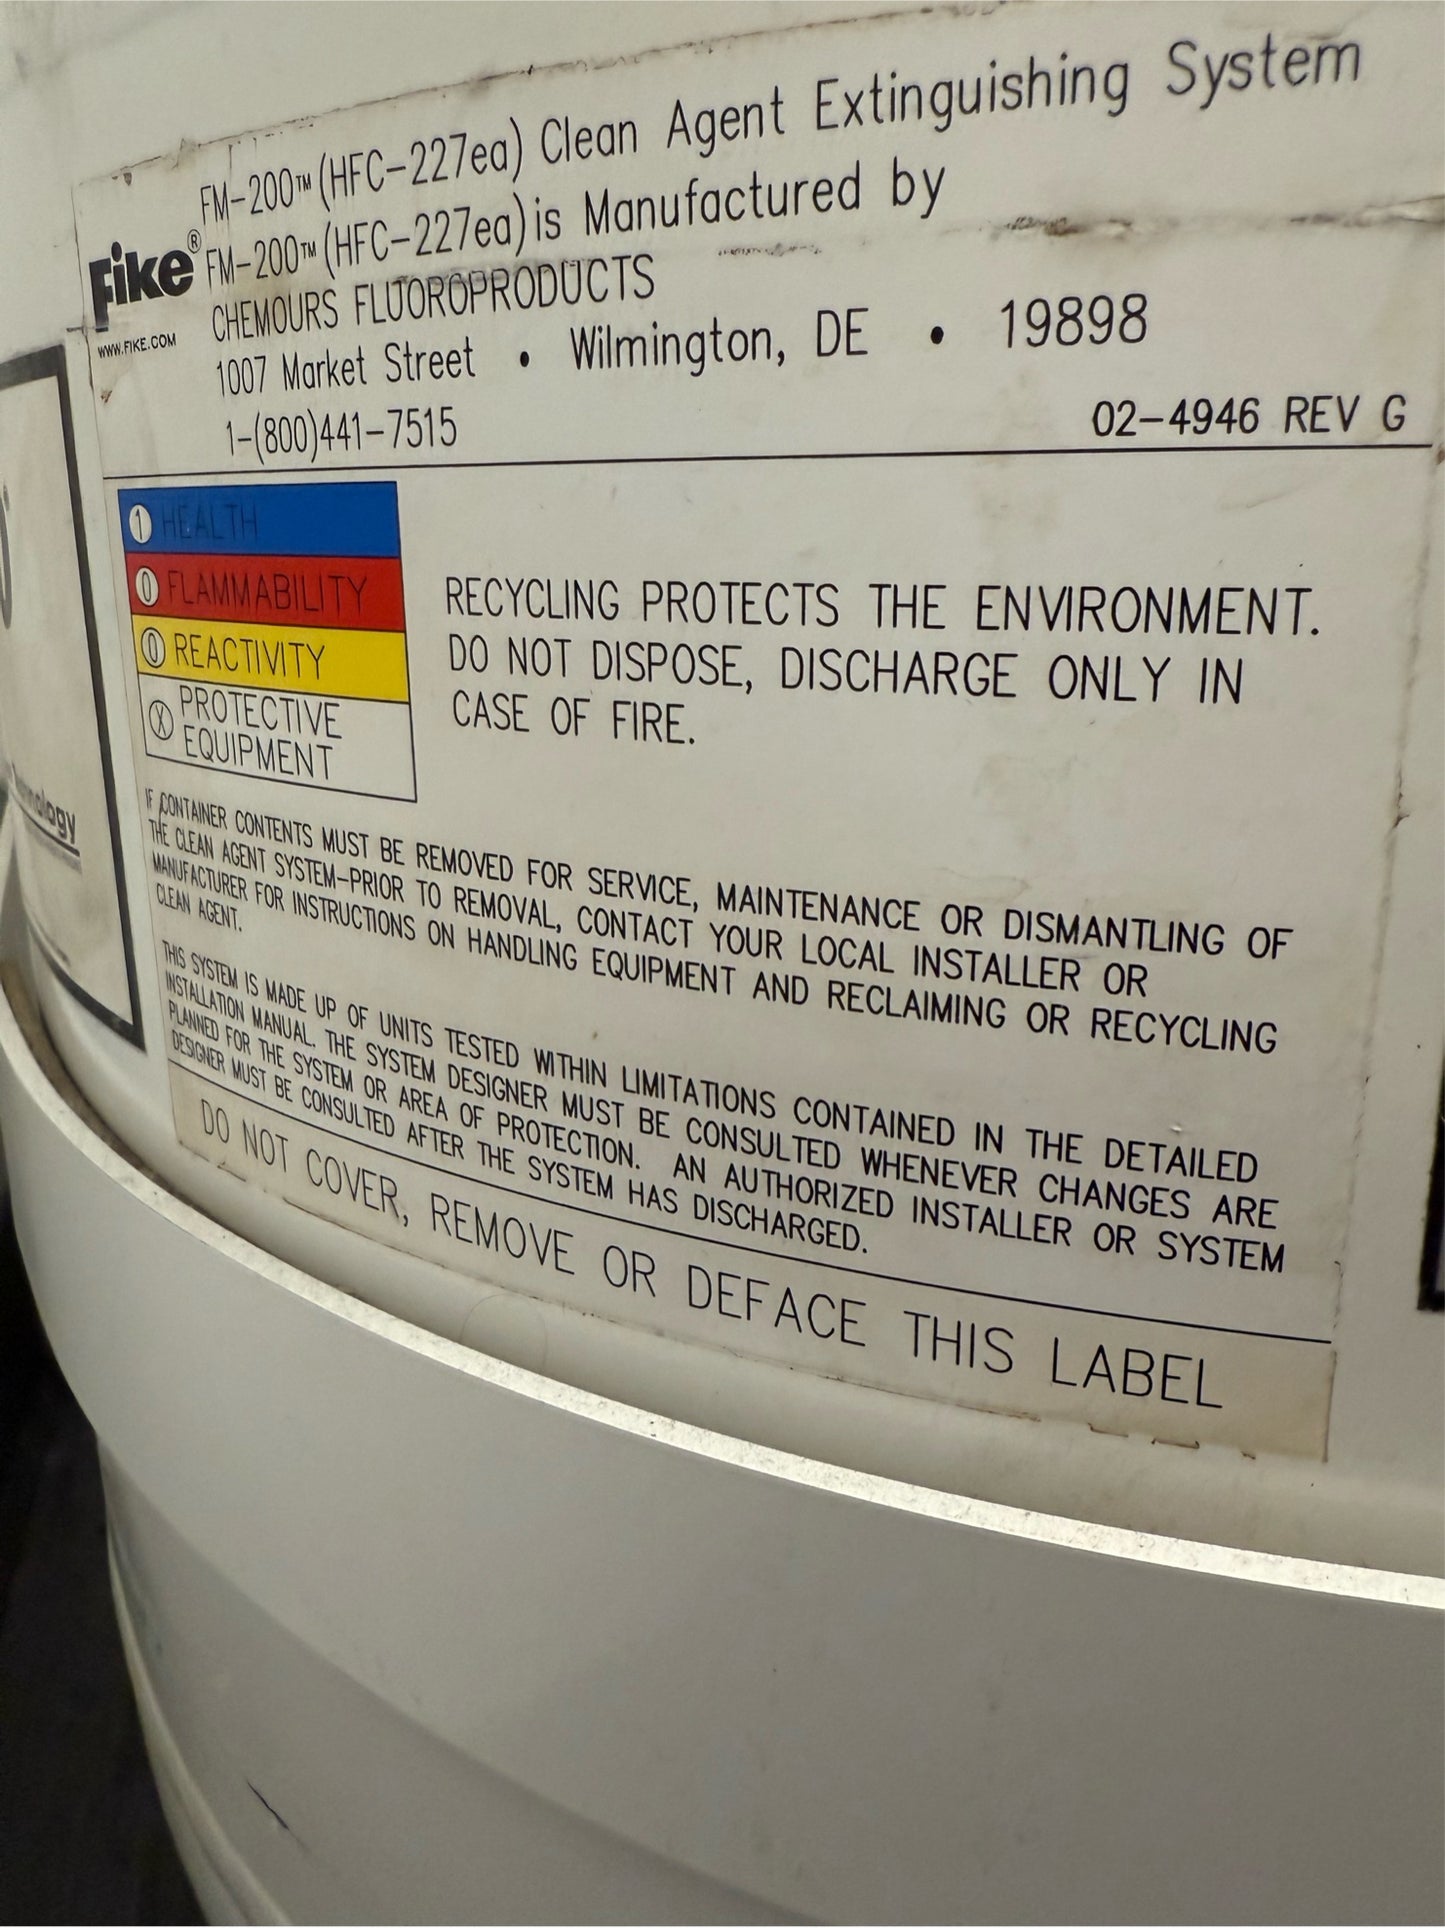 FM-200™ (HFC-227ea) Clean Agent Extinguishing System
FM-200™ (HFC-227ea) is Manufactured by
Fike®
WWW.FIKE.COM
CHEMOURS FLUOROPRODUCTS
1007 Market Street • Wilmington, DE • 19898
1-(800)441-7515
02-4946 REV G
1 HEALTH
0 FLAMMABILITY
0 REACTIVITY
X PROTECTIVE
EQUIPMENT
RECYCLING PROTECTS THE ENVIRONMENT.
DO NOT DISPOSE, DISCHARGE ONLY IN
CASE OF FIRE.
IF CONTAINER CONTENTS MUST BE REMOVED FOR SERVICE, MAINTENANCE OR DISMANTLING OF
THE CLEAN AGENT SYSTEM-PRIOR TO REMOVAL, CONTACT YOUR LOCAL INSTALLER OR
MANUFACTURER FOR INSTRUCTIONS ON HANDLING EQUIPMENT AND RECLAIMING OR RECYCLING
CLEAN AGENT.
THIS SYSTEM IS MADE UP OF UNITS TESTED WITHIN LIMITATIONS CONTAINED IN THE DETAILED
INSTALLATION MANUAL. THE SYSTEM DESIGNER MUST BE CONSULTED WHENEVER CHANGES ARE
PLANNED FOR THE SYSTEM OR AREA OF PROTECTION. AN AUTHORIZED INSTALLER OR SYSTEM
DESIGNER MUST BE CONSULTED AFTER THE SYSTEM HAS DISCHARGED.
DO NOT COVER, REMOVE OR DEFACE THIS LABEL